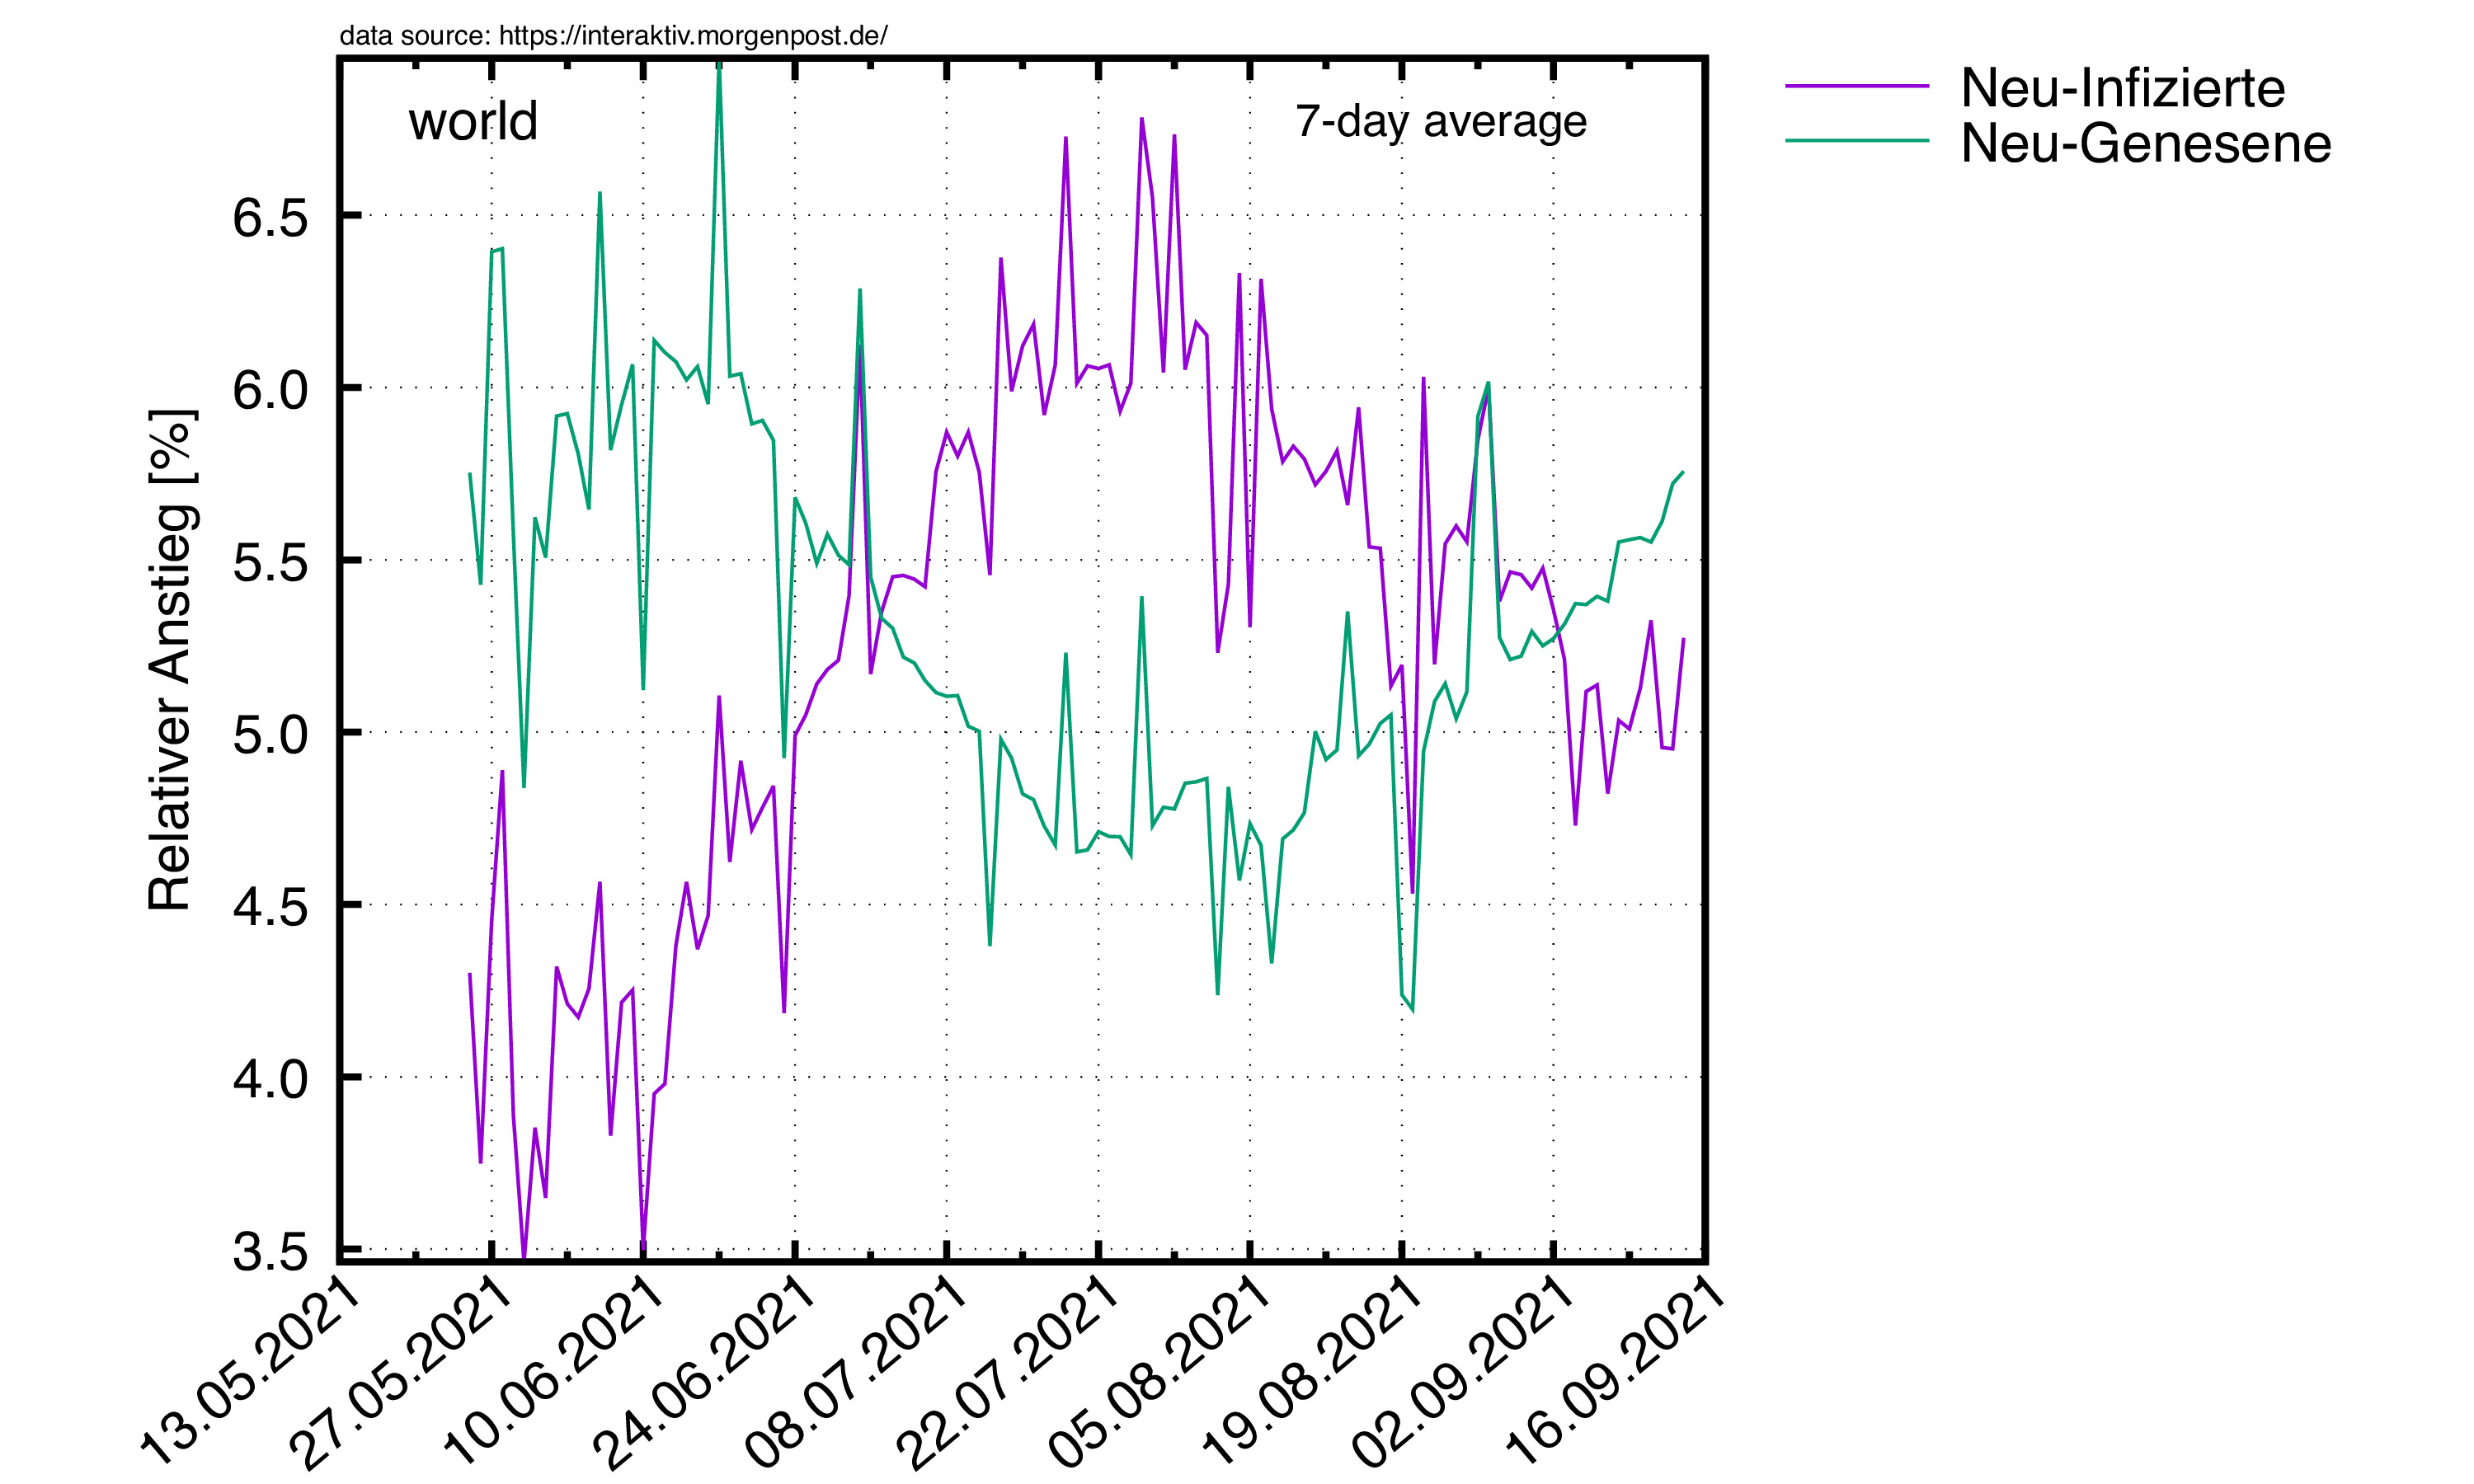 data source: https://interaktiv.morgenpost.de/
world
7-day average
Neu-Infizierte
Neu-Genesene
Relativer Anstieg [%]
6.5
6.0
5.5
5.0
4.5
4.0
3.5
13.05.2021
27.05.2021
10.06.2021
24.06.2021
08.07.2021
22.07.2021
05.08.2021
19.08.2021
02.09.2021
16.09.2021